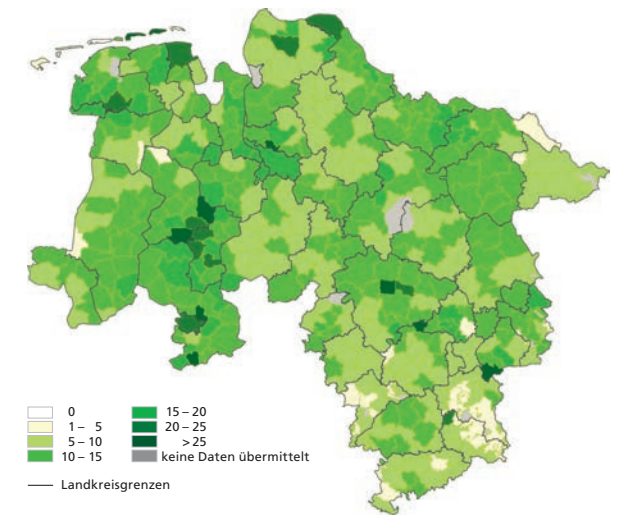 0
1 – 5
5 – 10
10 – 15
15 – 20
20 – 25
> 25
keine Daten übermittelt
Landkreisgrenzen